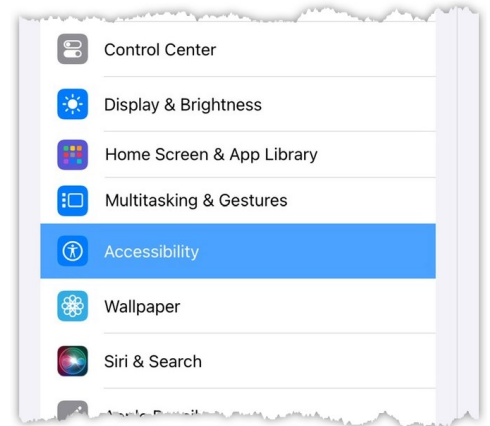 Control Center
Display & Brightness
Home Screen & App Library
Multitasking & Gestures
Accessibility
Wallpaper
Siri & Search